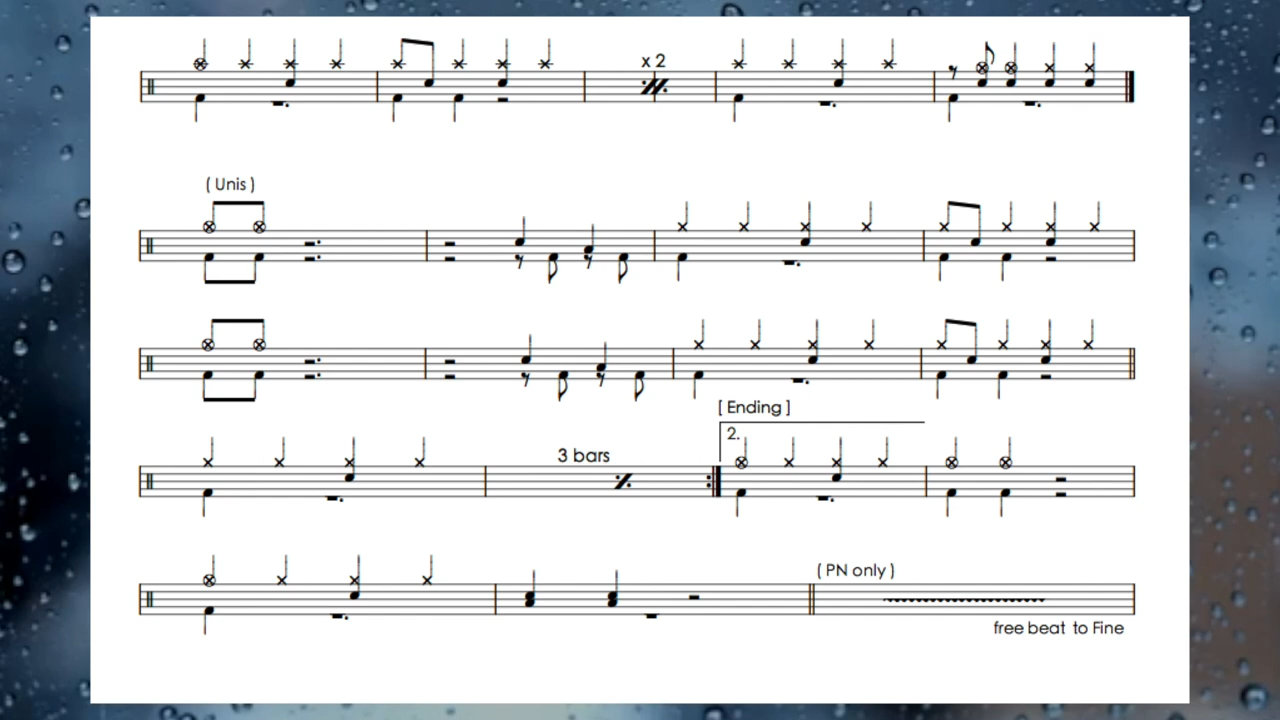 x 2
( Unis )
[ Ending ]
2.
3 bars
( PN only )
free beat to Fine